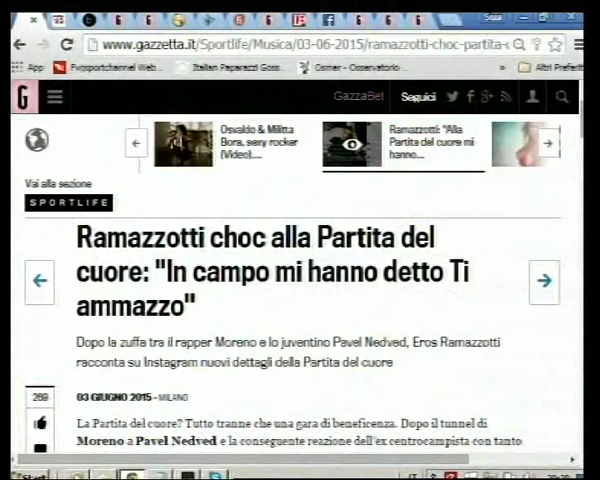 www.gazzetta.it/Sportlife/Musica/03-06-2015/ramazzotti-choc-partita-
App
Italian Paparazzi Goss...
Osmer - Osservatorio ...
Altri Preferiti
G
GazzaBet
Seguici
Osvaldo & Militta
Bora, sexy rocker
(Video)....
Ramazzotti: "Alla
Partita del cuore mi
hanno...
Vai alla sezione
SPORTLIFE
Ramazzotti choc alla Partita del
cuore: "In campo mi hanno detto Ti
ammazzo"
Dopo la zuffa tra il rapper Moreno e lo juventino Pavel Nedved, Eros Ramazzotti
racconta su Instagram nuovi dettagli della Partita del cuore
269
03 GIUGNO 2015 - MILANO
La Partita del cuore? Tutto tranne che una gara di beneficenza. Dopo il tunnel di
Moreno a Pavel Nedved e la conseguente reazione dell'ex centrocampista con tanto
Start
IT